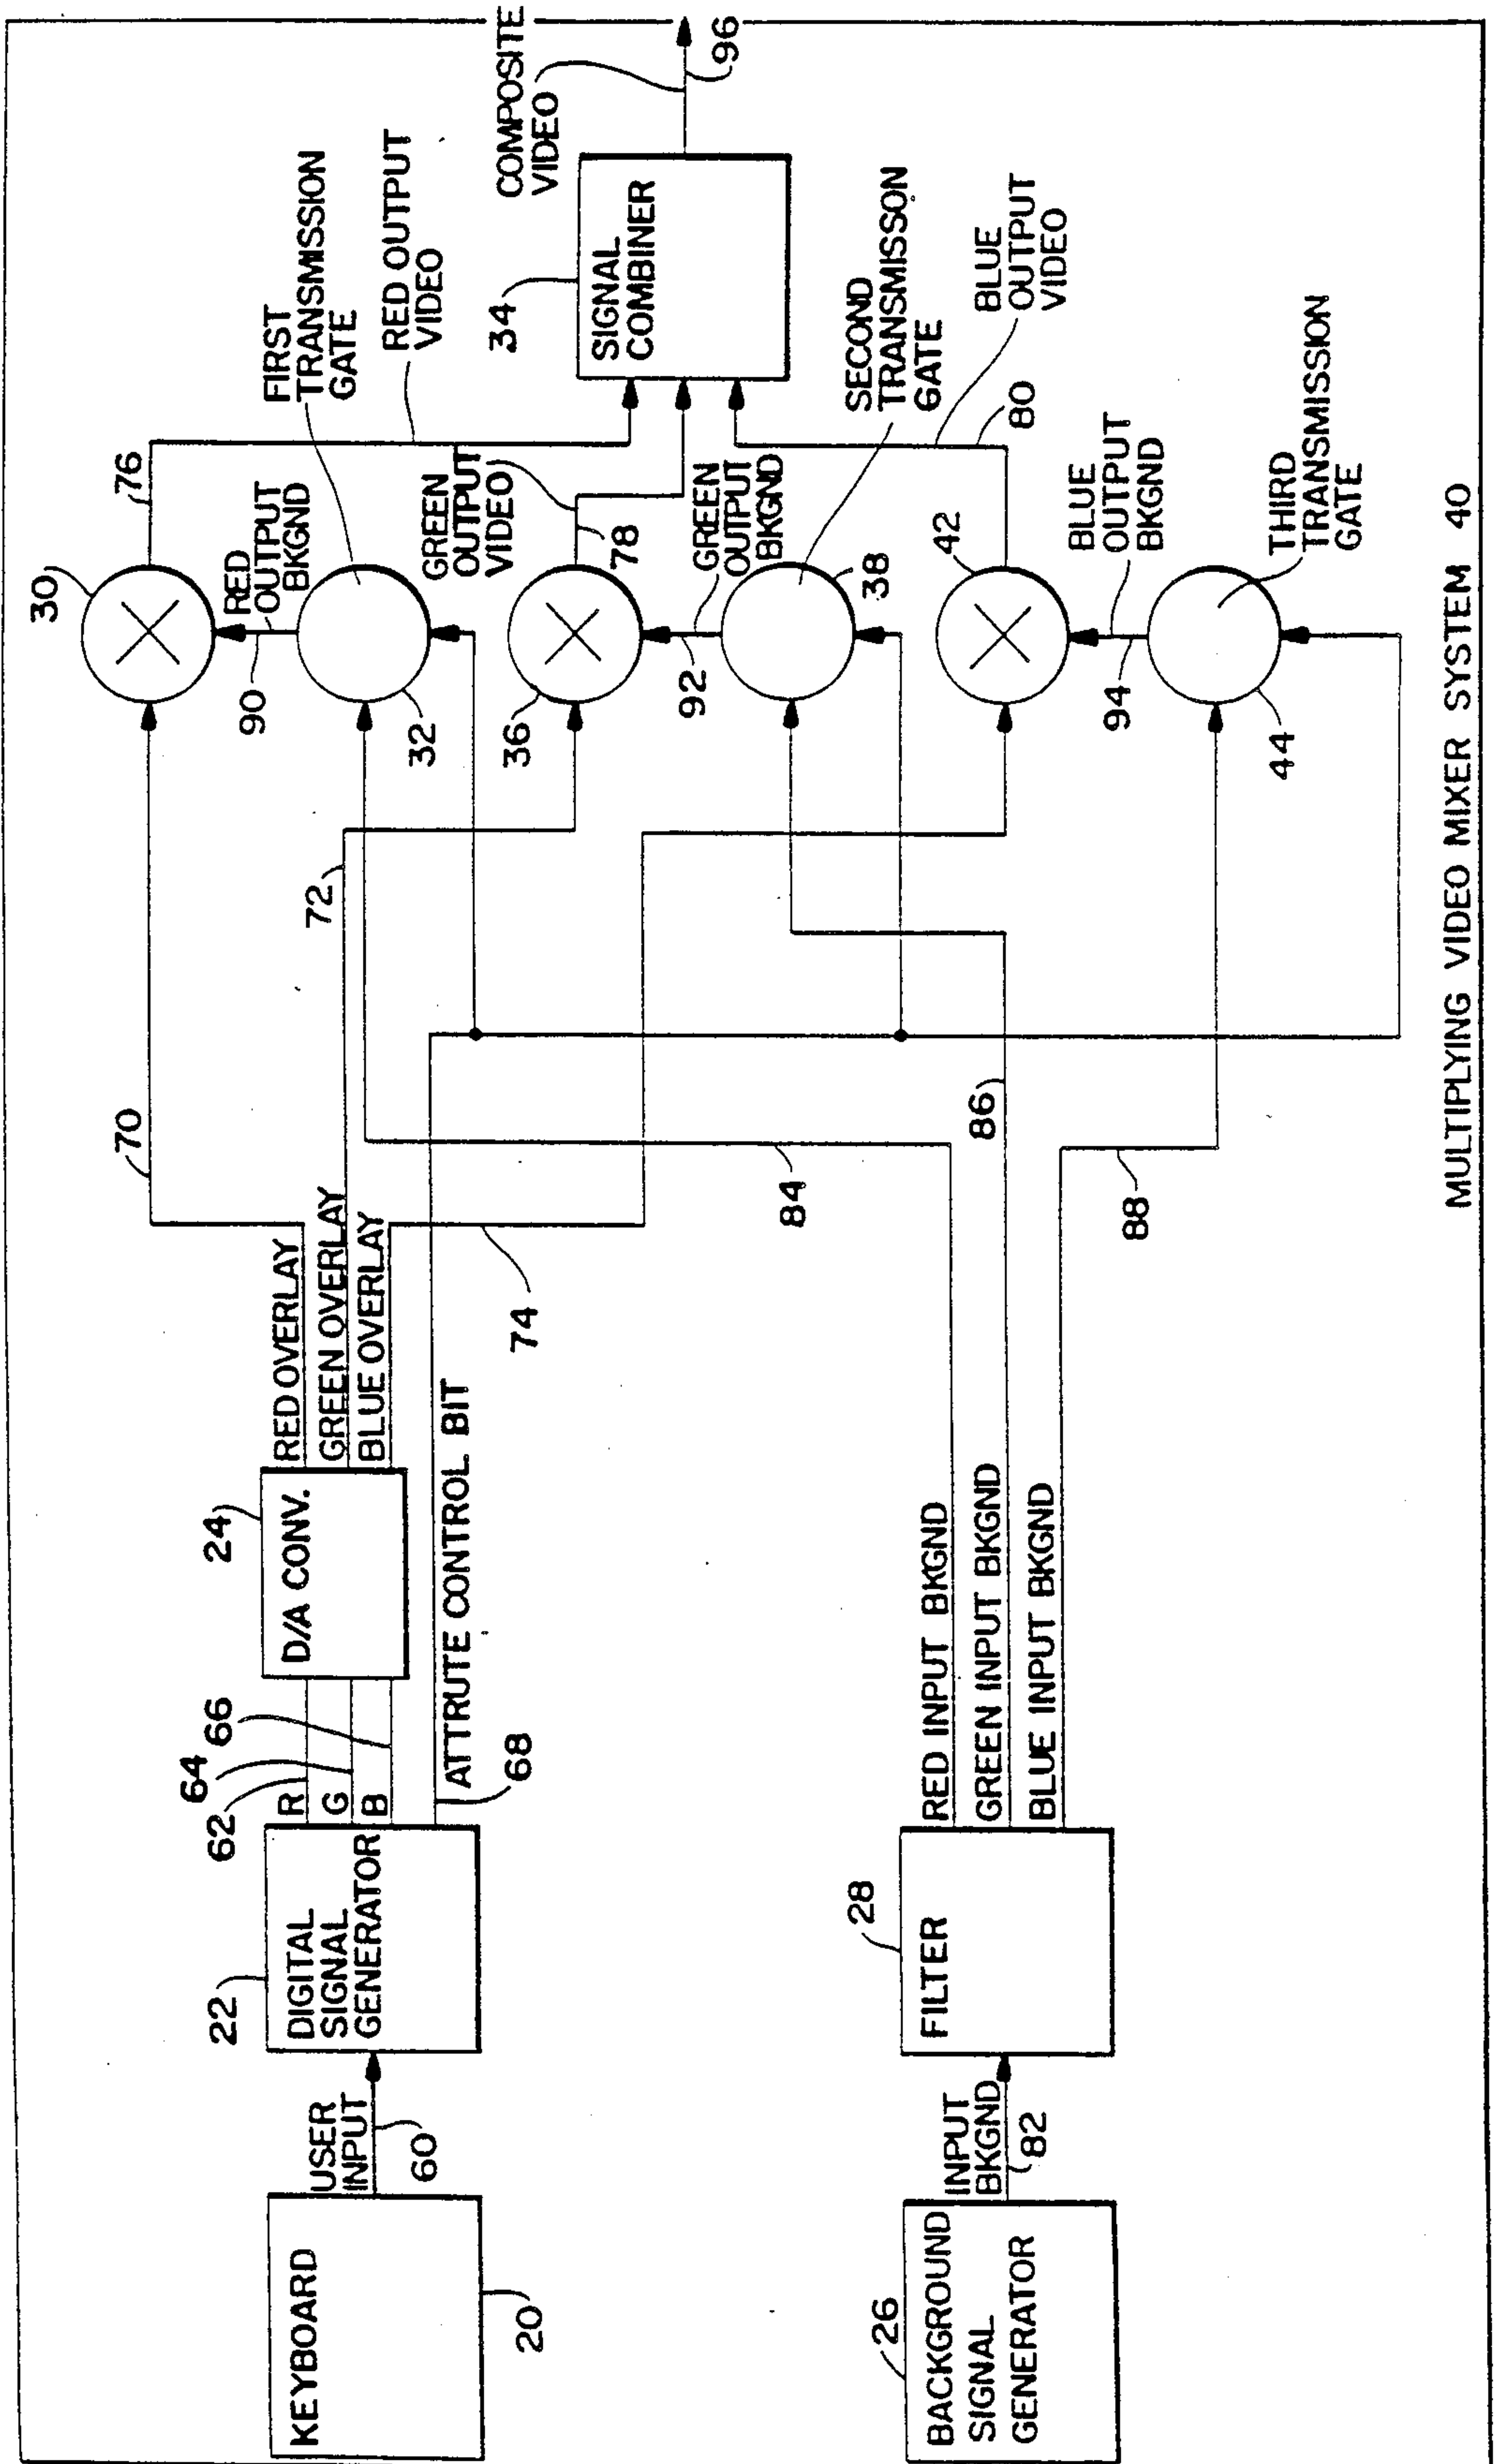 KEYBOARD
20
USER
INPUT
60
DIGITAL
SIGNAL
GENERATOR
22
R
G
B
62
64
66
D/A CONV.
24
ATTRUTE CONTROL BIT
68
RED OVERLAY
GREEN OVERLAY
BLUE OVERLAY
70
72
74
BACKGROUND
SIGNAL
GENERATOR
26
INPUT
BKGND
82
FILTER
28
RED INPUT BKGND
GREEN INPUT BKGND
BLUE INPUT BKGND
84
86
88
30
76
RED
OUTPUT
BKGND
90
32
FIRST
TRANSMISSION
GATE
RED OUTPUT
VIDEO
GREEN
OUTPUT
VIDEO
78
36
92
GREEN
OUTPUT
BKGND
38
SECOND
TRANSMISSON
GATE
42
BLUE
OUTPUT
VIDEO
80
94
BLUE
OUTPUT
BKGND
44
THIRD
TRANSMISSION
GATE
34
SIGNAL
COMBINER
COMPOSITE
VIDEO
96
MULTIPLYING VIDEO MIXER SYSTEM 40